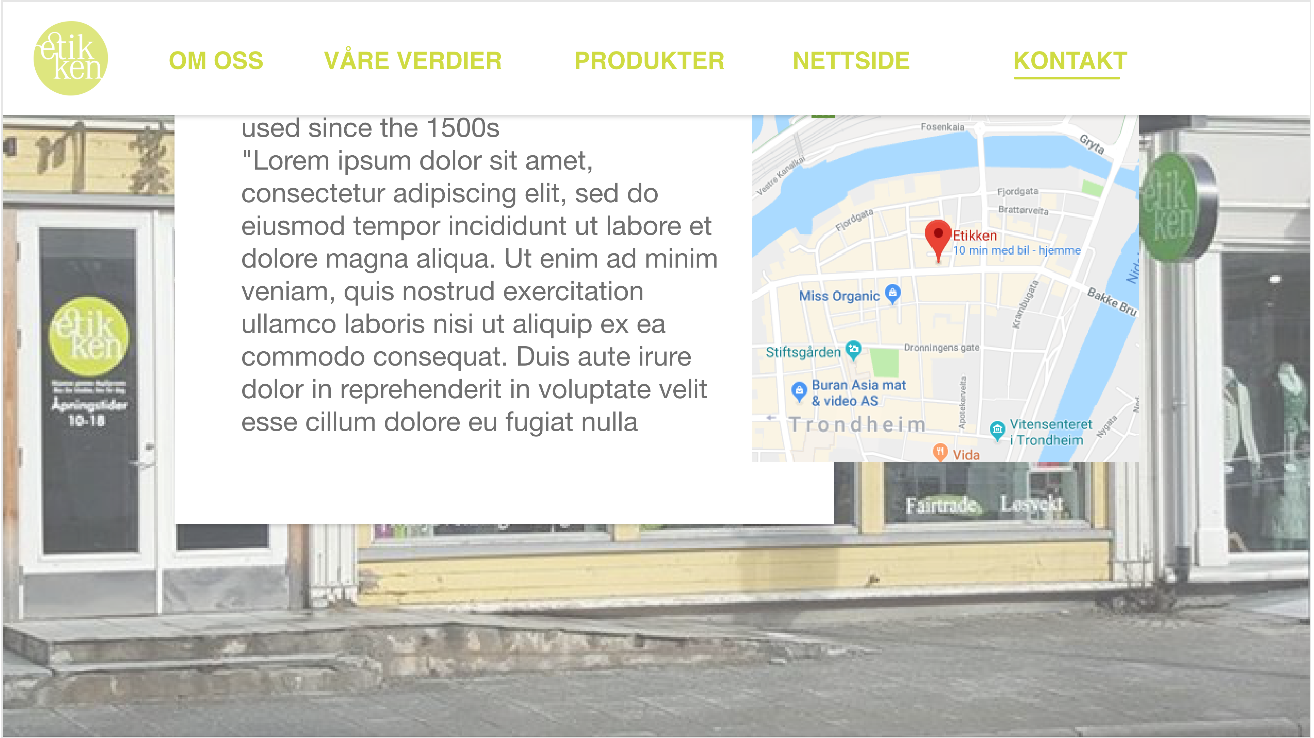 etik
ken
OM OSS
VÅRE VERDIER
PRODUKTER
NETTSIDE
KONTAKT
used since the 1500s
"Lorem ipsum dolor sit amet,
consectetur adipiscing elit, sed do
eiusmod tempor incididunt ut labore et
dolore magna aliqua. Ut enim ad minim
veniam, quis nostrud exercitation
ullamco laboris nisi ut aliquip ex ea
commodo consequat. Duis aute irure
dolor in reprehenderit in voluptate velit
esse cillum dolore eu fugiat nulla
Fosenkaia
Gryta
Vestre Kanalkai
Fjordgata
Brattørveita
Fjordgata
Etikken
10 min med bil - hjemme
Nid
Miss Organic
Krambugata
Bakke Bru
Stiftsgården
Dronningens gate
Buran Asia mat
& video AS
Apotekerveita
Trondheim
Vitensenteret
i Trondheim
Nygata
Vida
etik
ken
etik
ken
Åpningstider
10-18
Fairtrade
Løsvekt